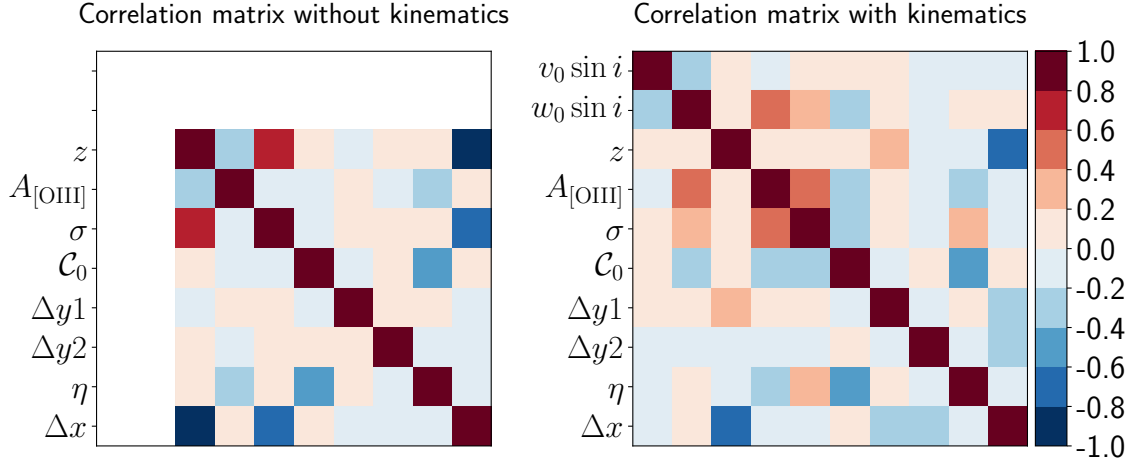 Correlation matrix without kinematics
Correlation matrix with kinematics
z
A[OIII]
σ
𝒞0
Δy1
Δy2
η
Δx
v0 sin i
w0 sin i
z
A[OIII]
σ
𝒞0
Δy1
Δy2
η
Δx
1.0
0.8
0.6
0.4
0.2
0.0
-0.2
-0.4
-0.6
-0.8
-1.0